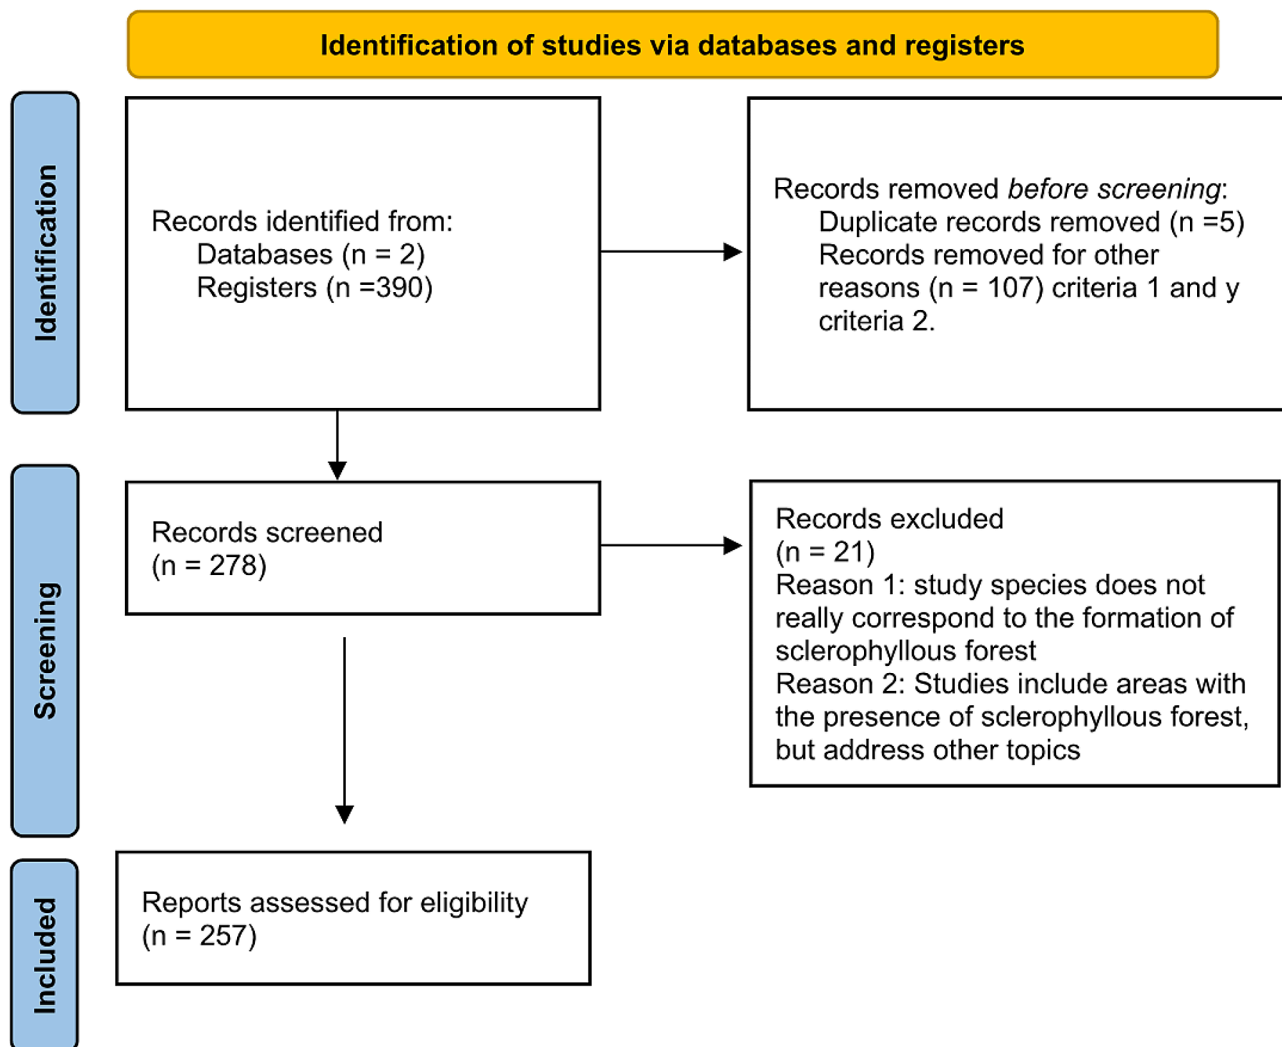 Identification of studies via databases and registers
Identification
Records identified from:
Databases (n = 2)
Registers (n =390)
Records removed before screening:
Duplicate records removed (n =5)
Records removed for other
reasons (n = 107) criteria 1 and y
criteria 2.
Screening
Records screened
(n = 278)
Records excluded
(n = 21)
Reason 1: study species does not
really correspond to the formation of
sclerophyllous forest
Reason 2: Studies include areas with
the presence of sclerophyllous forest,
but address other topics
Included
Reports assessed for eligibility
(n = 257)